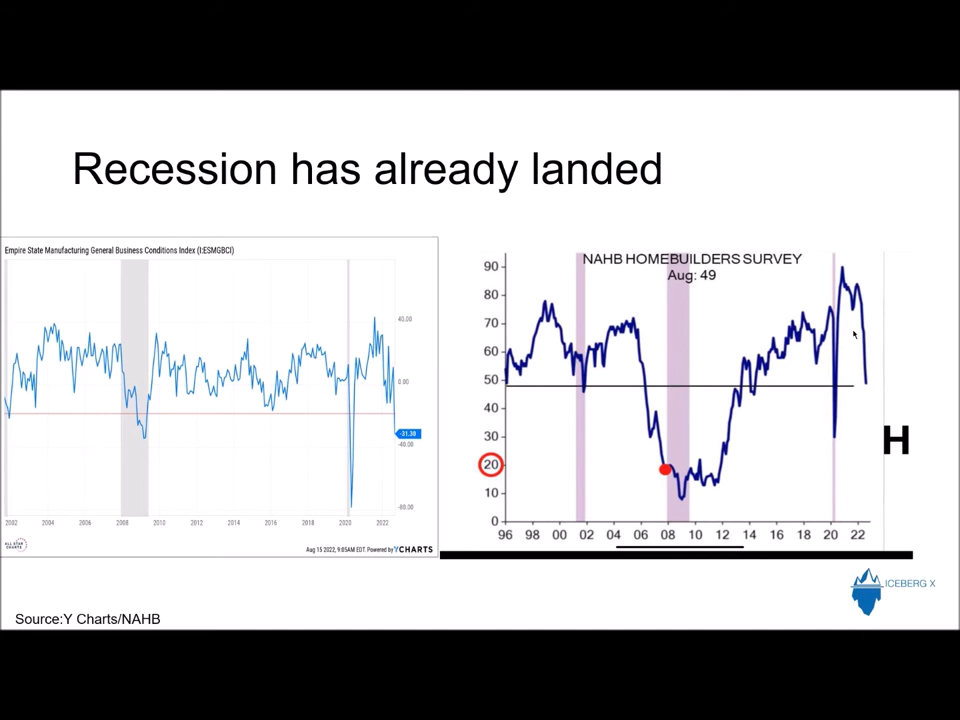 Recession has already landed
Empire State Manufacturing General Business Conditions Index (I:ESMGBCI)
40.00
0.00
-31.30
-40.00
-80.00
2002 2004 2006 2008 2010 2012 2014 2016 2018 2020 2022
ALL STAR
CHARTS
Aug 15 2022, 9:05AM EDT. Powered by YCHARTS
NAHB HOMEBUILDERS SURVEY
Aug: 49
90
80
70
60
50
40
30
20
10
0
96 98 00 02 04 06 08 10 12 14 16 18 20 22
H
ICEBERG X
Source:Y Charts/NAHB